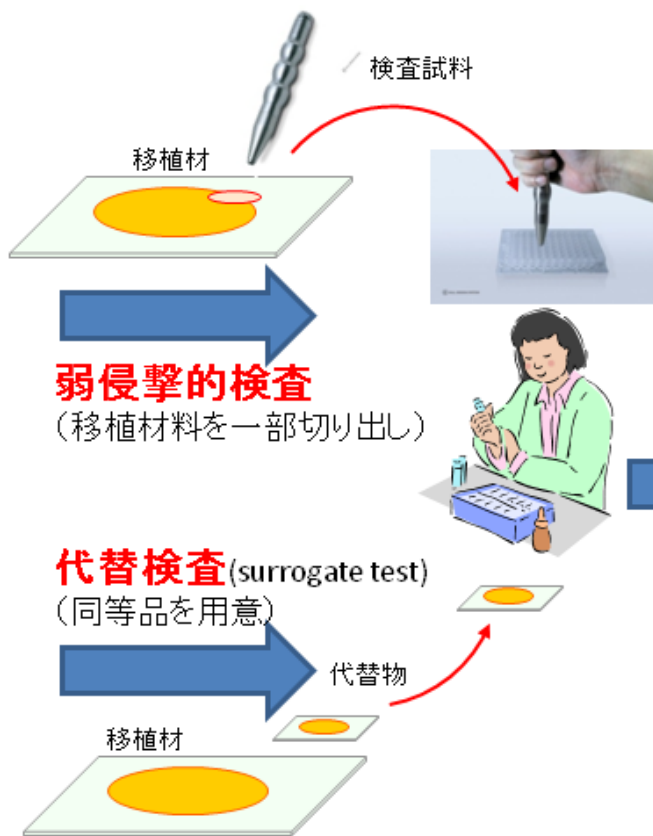 検査試料
移植材
弱侵撃的検査
(移植材料を一部切り出し)
代替検査(surrogate test)
(同等品を用意)
代替物
移植材